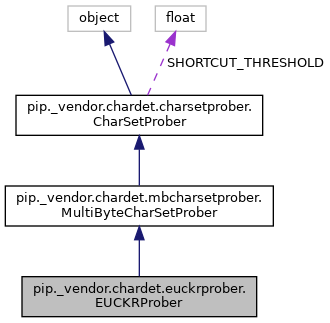 object
float
SHORTCUT_THRESHOLD
pip._vendor.chardet.charsetprober.
CharSetProber
pip._vendor.chardet.mbcharsetprober.
MultiByteCharSetProber
pip._vendor.chardet.euckrprober.
EUCKRProber